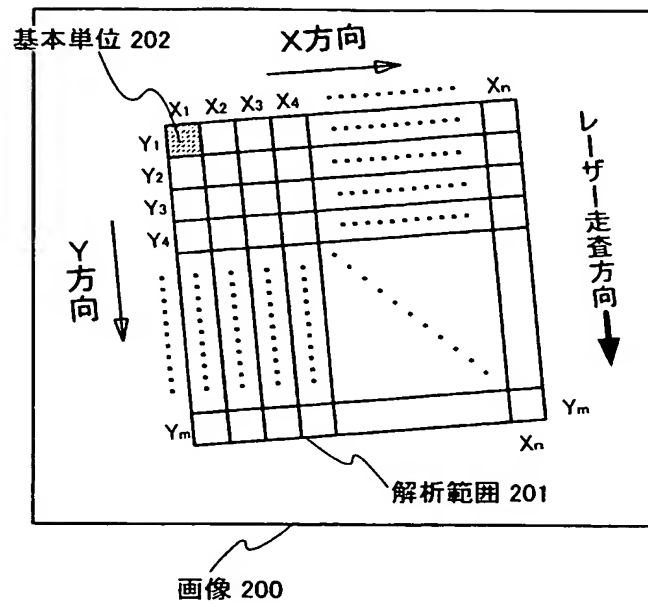 基本単位 202
X方向
X1 X2 X3 X4 ............ Xn
Y1
Y2
Y3
Y4
Y方向
レーザー走査方向
Ym
Ym
Xn
解析範囲 201
画像 200